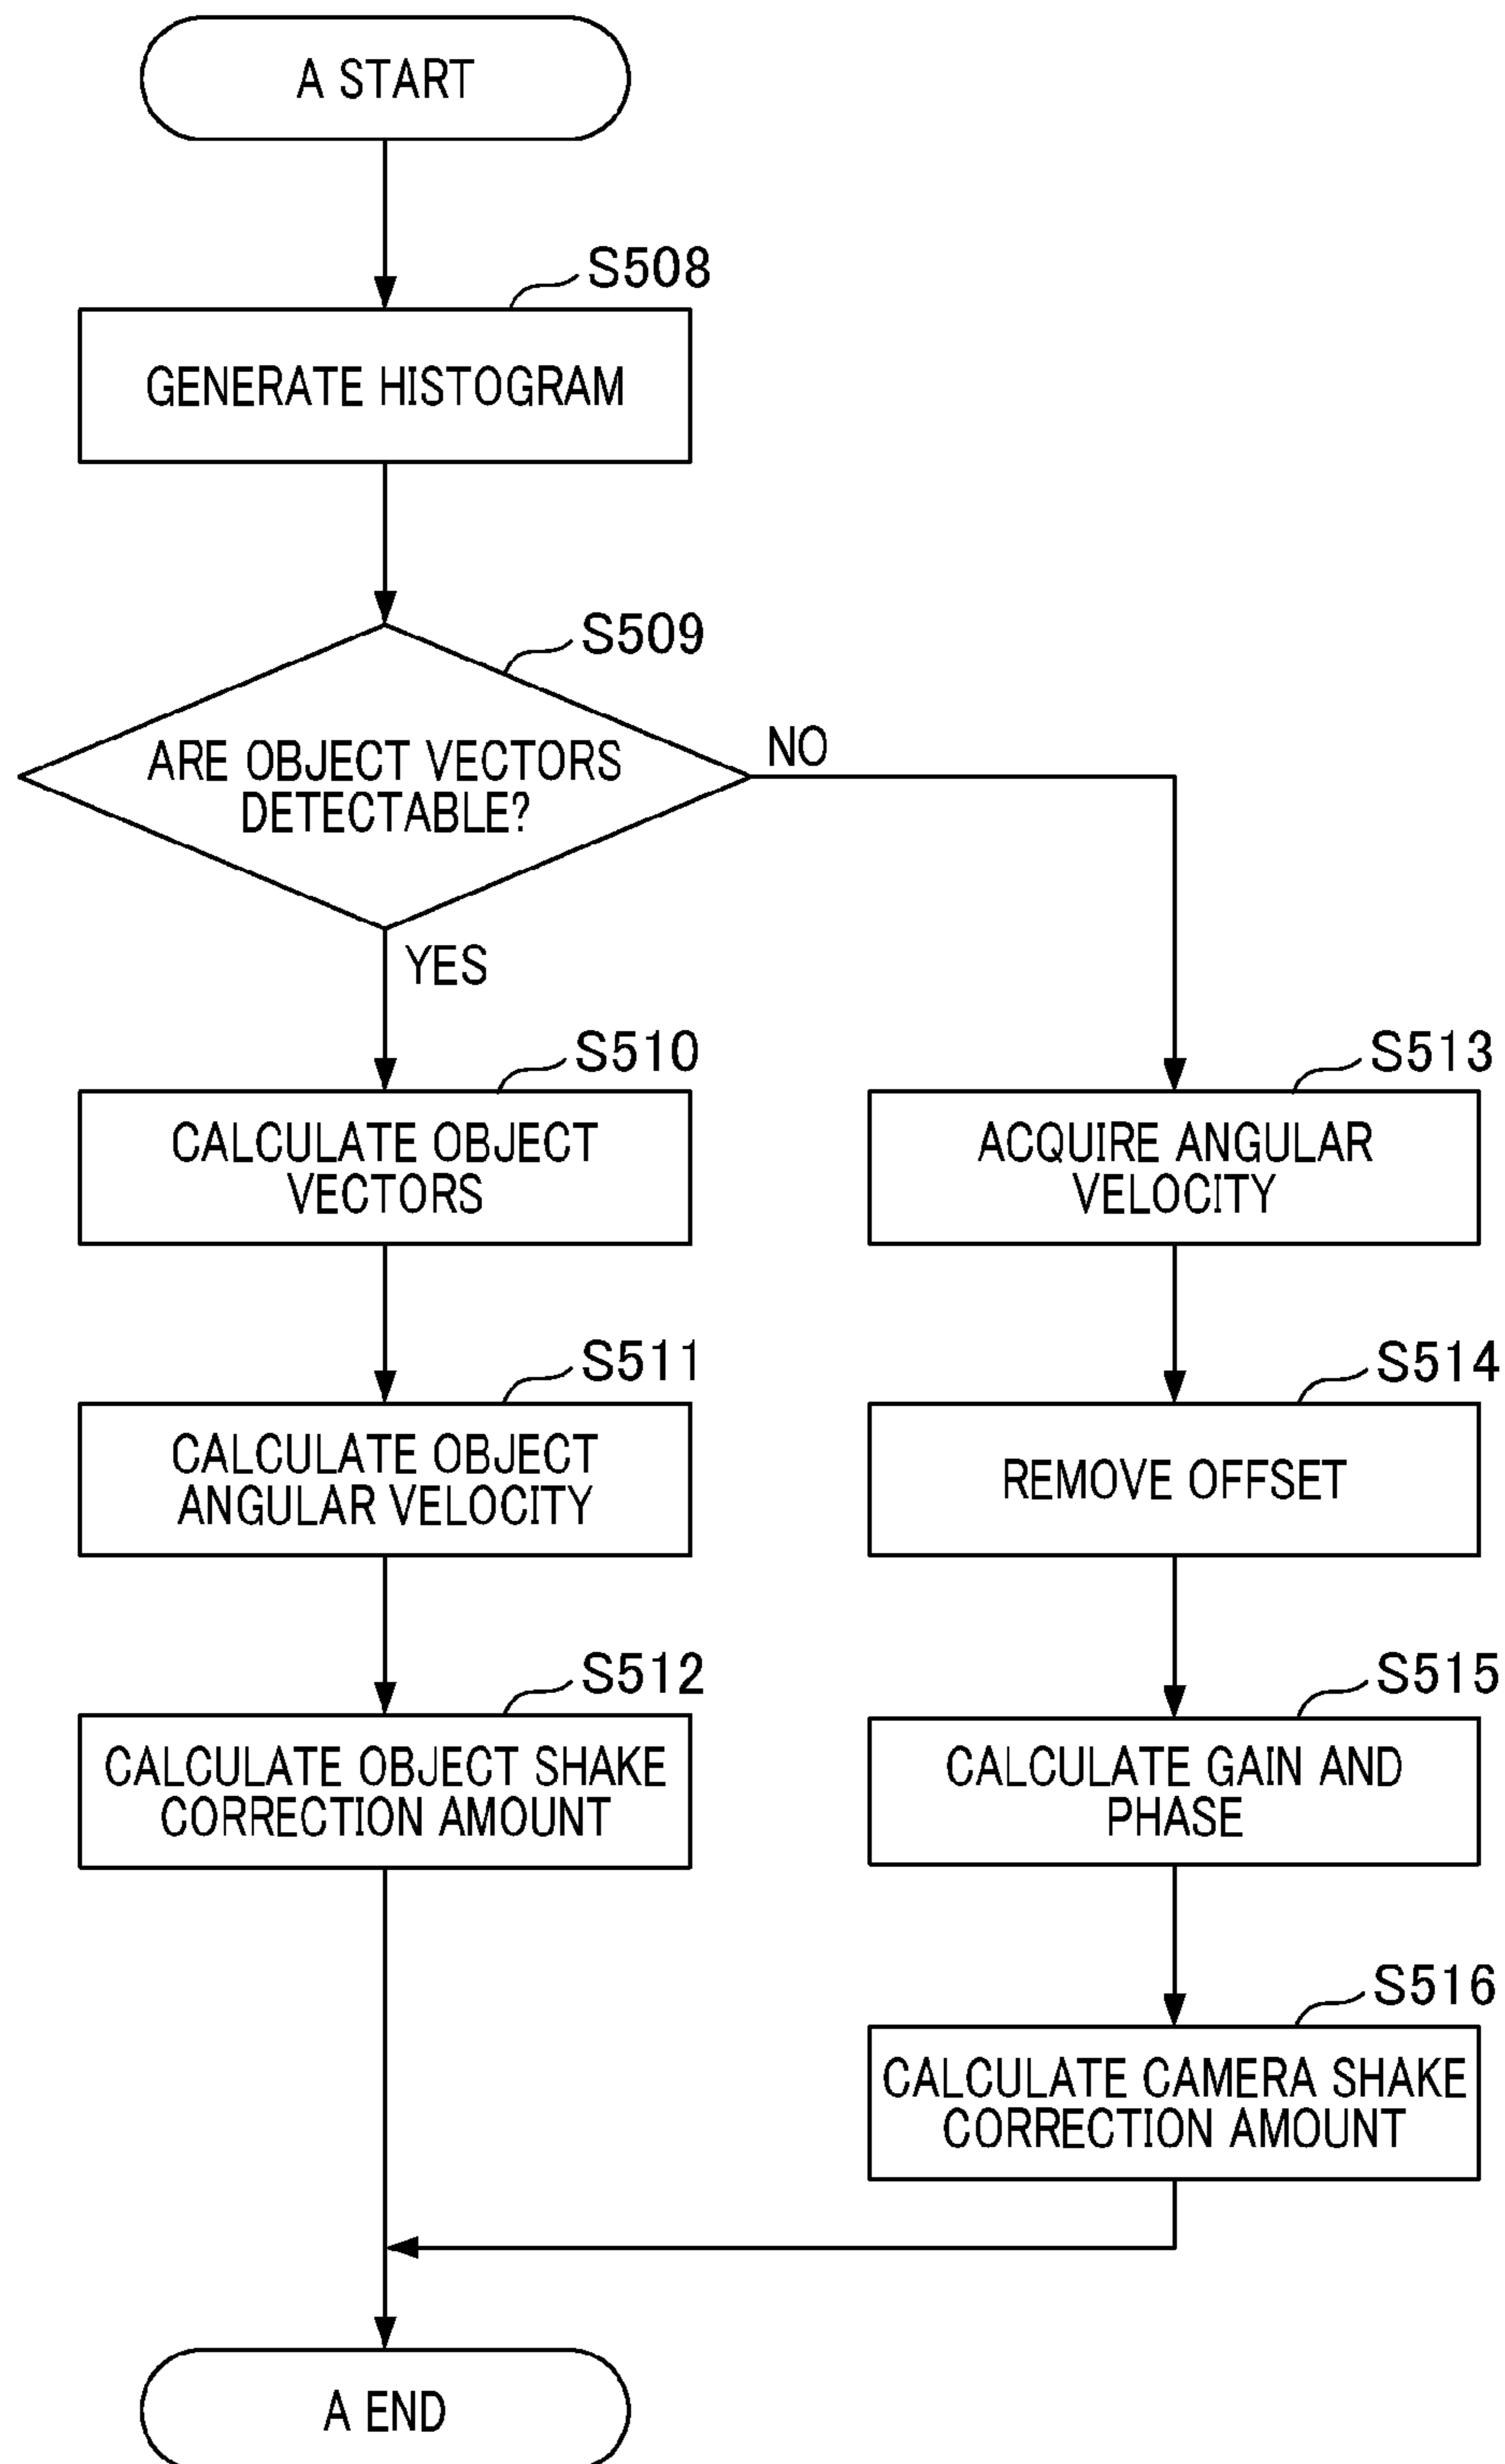 A START
S508
GENERATE HISTOGRAM
S509
ARE OBJECT VECTORS
DETECTABLE?
NO
YES
S510
CALCULATE OBJECT
VECTORS
S511
CALCULATE OBJECT
ANGULAR VELOCITY
S512
CALCULATE OBJECT SHAKE
CORRECTION AMOUNT
S513
ACQUIRE ANGULAR
VELOCITY
S514
REMOVE OFFSET
S515
CALCULATE GAIN AND
PHASE
S516
CALCULATE CAMERA SHAKE
CORRECTION AMOUNT
A END